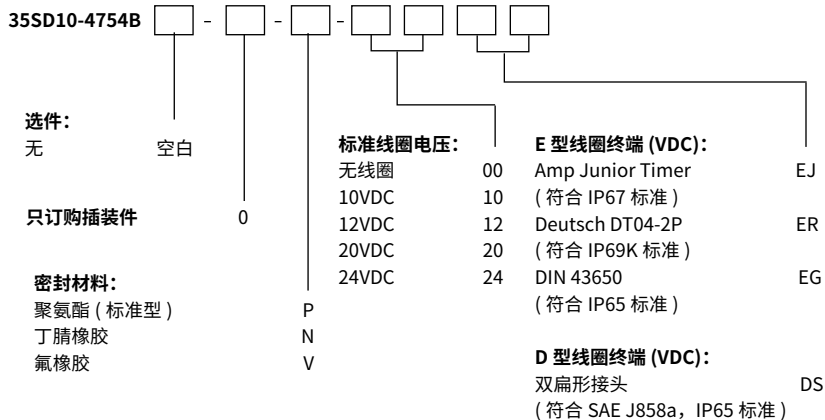 35SD10-4754B - - -
选件：
无 空白
只订购插装件 0
密封材料：
聚氨酯 ( 标准型 ) P
丁腈橡胶 N
氟橡胶 V
标准线圈电压：
无线圈 00
10VDC 10
12VDC 12
20VDC 20
24VDC 24
E 型线圈终端 (VDC)：
Amp Junior Timer EJ
( 符合 IP67 标准 )
Deutsch DT04-2P ER
( 符合 IP69K 标准 )
DIN 43650 EG
( 符合 IP65 标准 )
D 型线圈终端 (VDC)：
双扁形接头 DS
( 符合 SAE J858a，IP65 标准 )